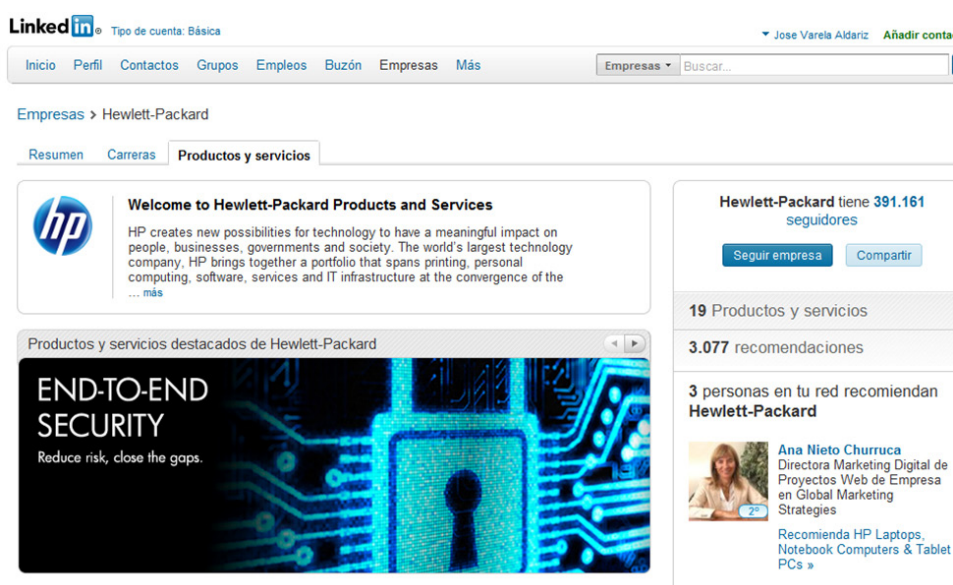 Linked in® Tipo de cuenta: Básica
Jose Varela Aldariz Añadir conta
Inicio Perfil Contactos Grupos Empleos Buzón Empresas Más
Empresas Buscar...
Empresas > Hewlett-Packard
Resumen Carreras Productos y servicios
hp
Welcome to Hewlett-Packard Products and Services
HP creates new possibilities for technology to have a meaningful impact on
people, businesses, governments and society. The world's largest technology
company, HP brings together a portfolio that spans printing, personal
computing, software, services and IT infrastructure at the convergence of the
... más
Productos y servicios destacados de Hewlett-Packard
END-TO-END
SECURITY
Reduce risk, close the gaps.
Hewlett-Packard tiene 391.161
seguidores
Seguir empresa Compartir
19 Productos y servicios
3.077 recomendaciones
3 personas en tu red recomiendan
Hewlett-Packard
2º
Ana Nieto Churruca
Directora Marketing Digital de
Proyectos Web de Empresa
en Global Marketing
Strategies
Recomienda HP Laptops,
Notebook Computers & Tablet
PCs »